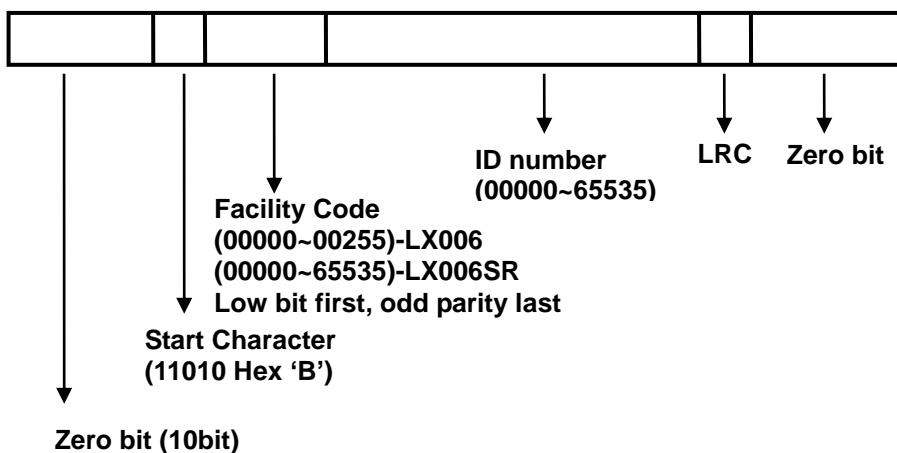 ID number
(00000~65535)
LRC
Zero bit
Facility Code
(00000~00255)-LX006
(00000~65535)-LX006SR
Low bit first, odd parity last
Start Character
(11010 Hex ‘B’)
Zero bit (10bit)